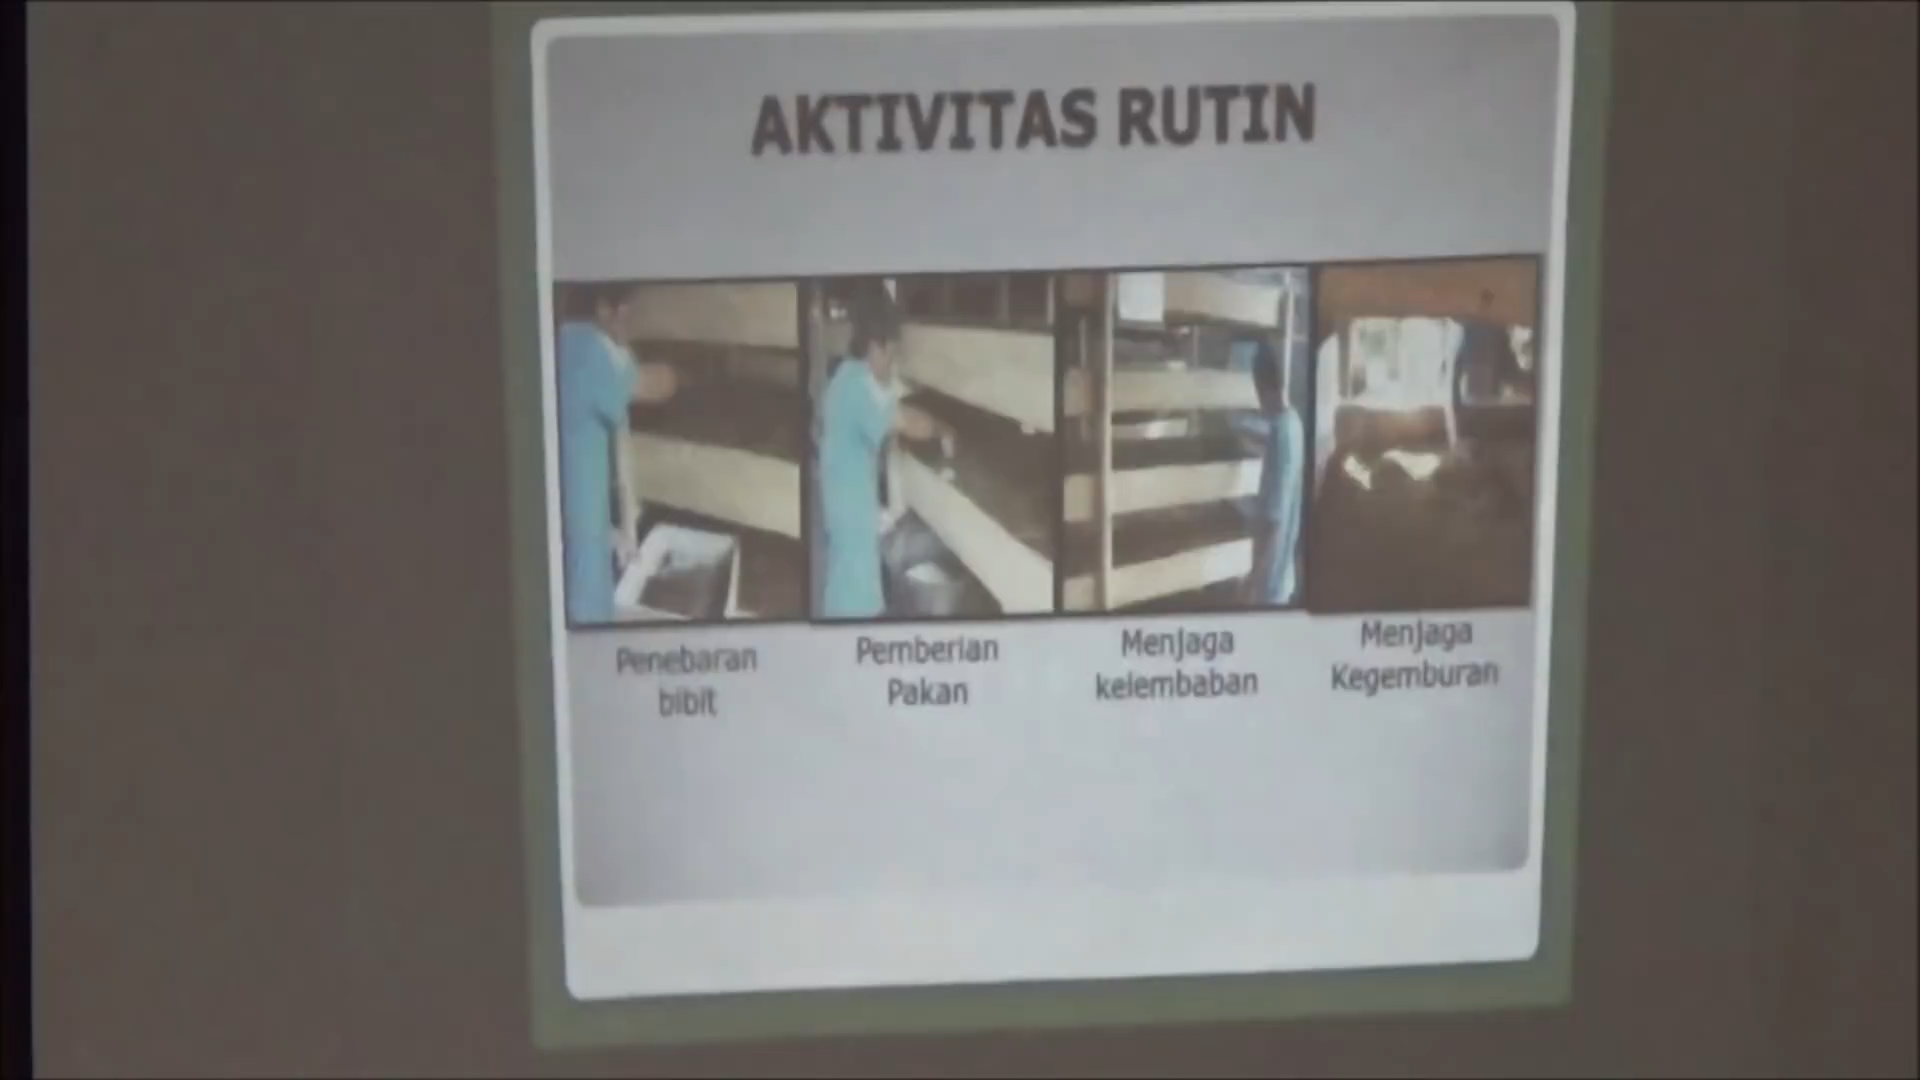 AKTIVITAS RUTIN
Penebaran
bibit
Pemberian
Pakan
Menjaga
kelembaban
Menjaga
Kegemburan